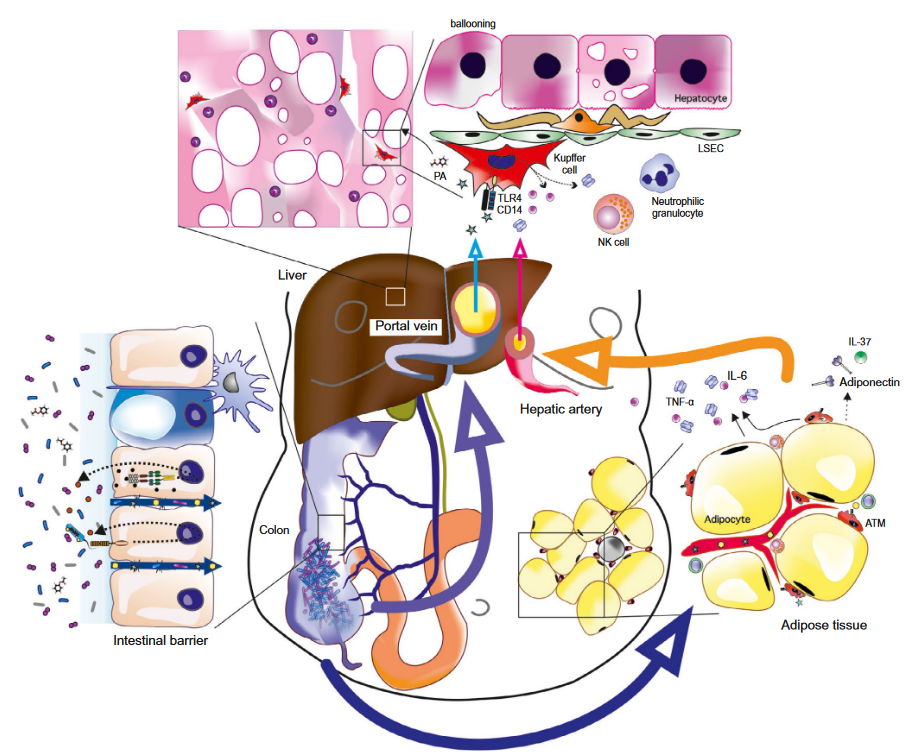 ballooning
Hepatocyte
LSEC
PA
Kupffer
cell
TLR4
CD14
Neutrophilic
granulocyte
NK cell
Liver
Portal vein
Hepatic artery
IL-37
IL-6
Adiponectin
TNF-α
Colon
Adipocyte
ATM
Intestinal barrier
Adipose tissue